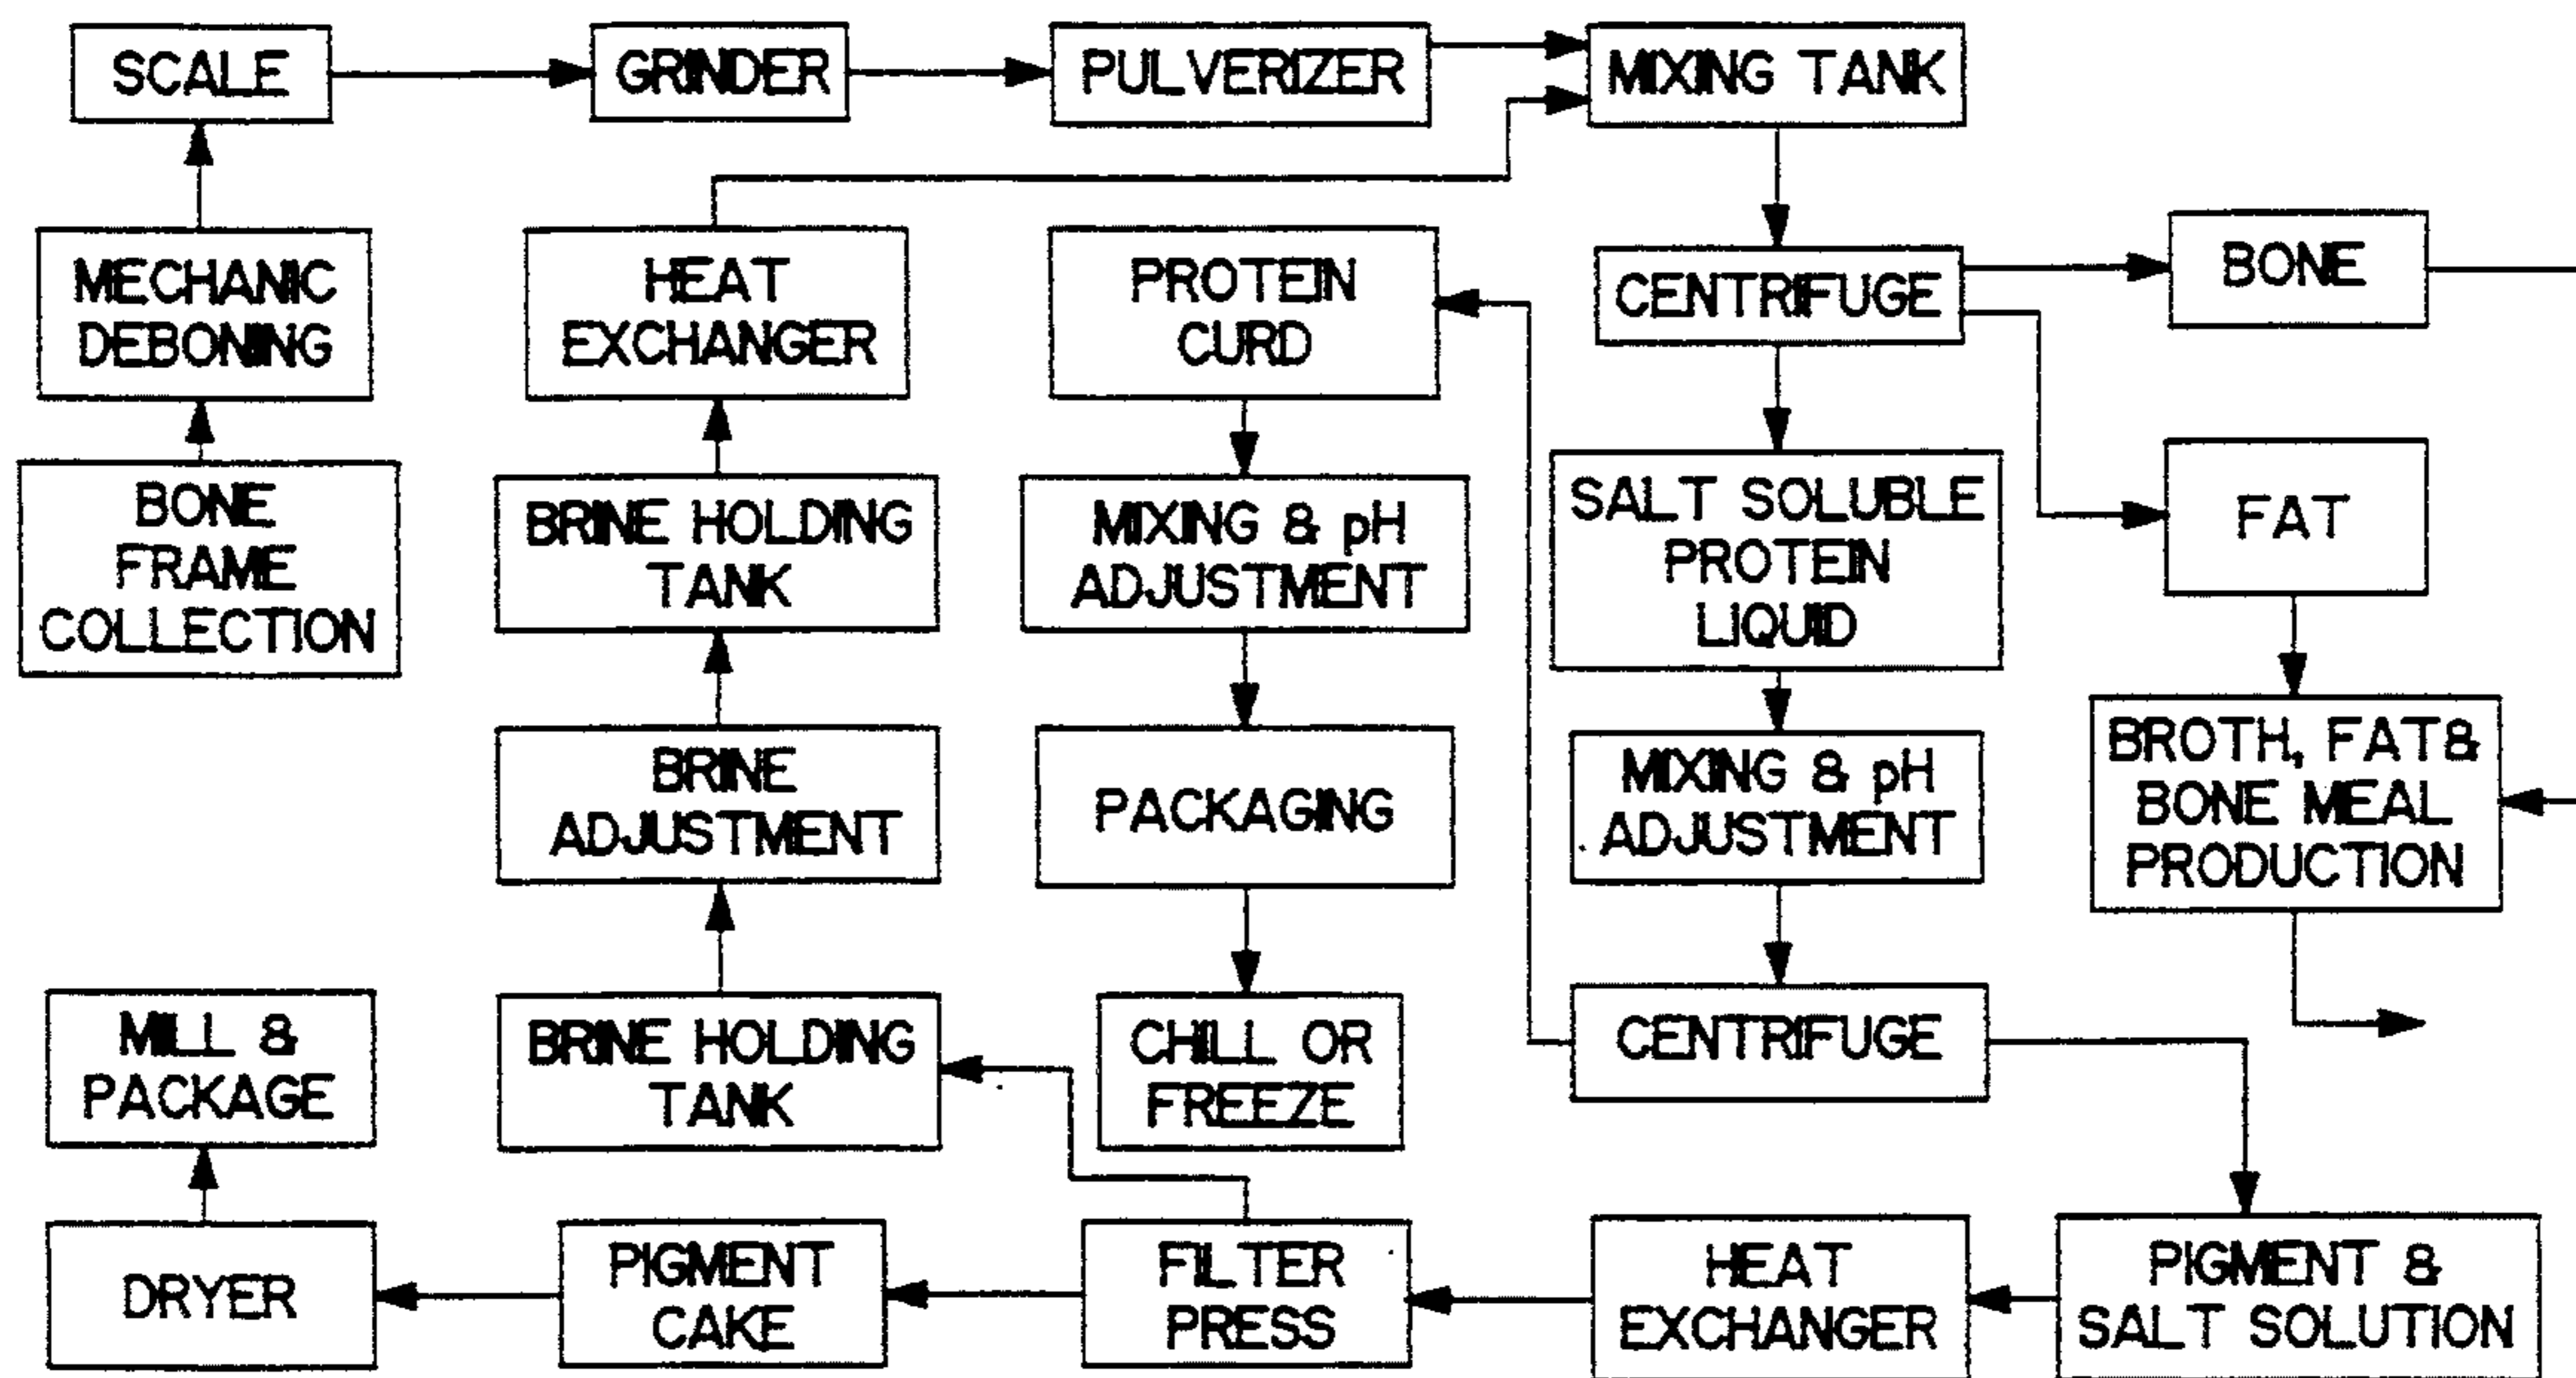 SCALE
GRINDER
PULVERIZER
MIXING TANK
MECHANIC
DEBONING
HEAT
EXCHANGER
PROTEIN
CURD
CENTRIFUGE
BONE
BONE
FRAME
COLLECTION
BRINE HOLDING
TANK
MIXING & pH
ADJUSTMENT
SALT SOLUBLE
PROTEIN
LIQUID
FAT
BRINE
ADJUSTMENT
PACKAGING
MIXING & pH
ADJUSTMENT
BROTH, FAT &
BONE MEAL
PRODUCTION
MILL &
PACKAGE
BRINE HOLDING
TANK
CHILL OR
FREEZE
CENTRIFUGE
DRYER
PIGMENT
CAKE
FILTER
PRESS
HEAT
EXCHANGER
PIGMENT &
SALT SOLUTION